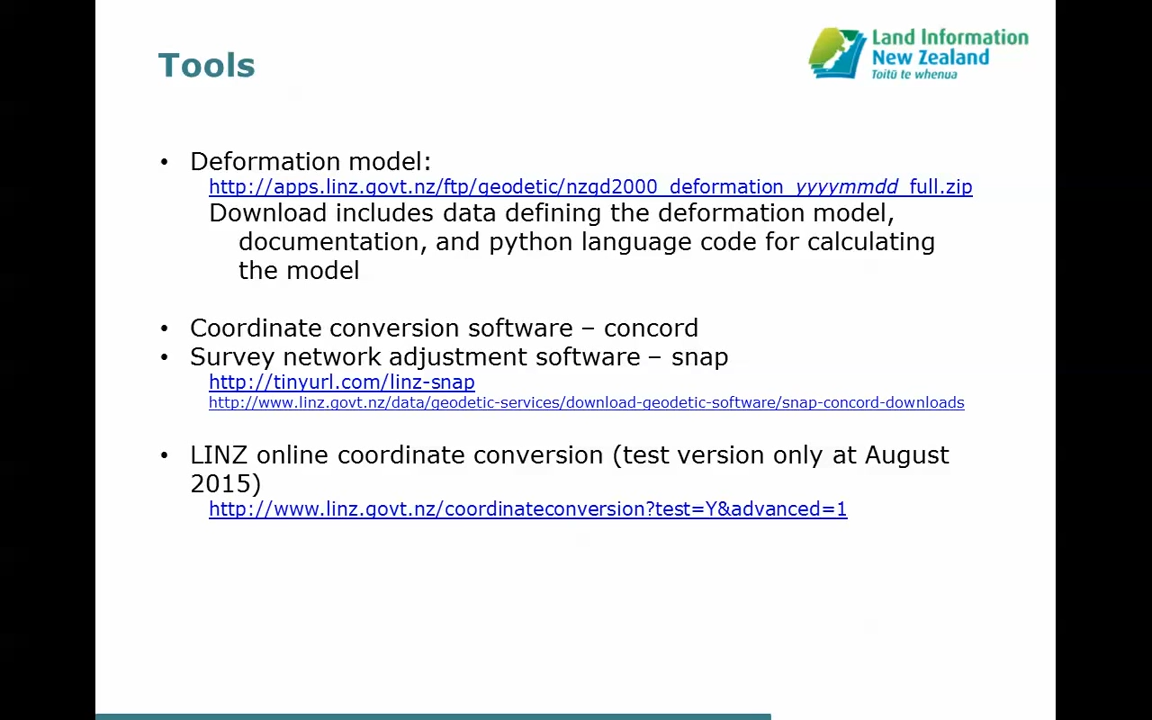 Tools
Land Information
New Zealand
Toitū te whenua
• Deformation model:
http://apps.linz.govt.nz/ftp/geodetic/nzgd2000_deformation_yyyymmdd_full.zip
Download includes data defining the deformation model,
documentation, and python language code for calculating
the model
• Coordinate conversion software – concord
• Survey network adjustment software – snap
http://tinyurl.com/linz-snap
http://www.linz.govt.nz/data/geodetic-services/download-geodetic-software/snap-concord-downloads
• LINZ online coordinate conversion (test version only at August
2015)
http://www.linz.govt.nz/coordinateconversion?test=Y&advanced=1